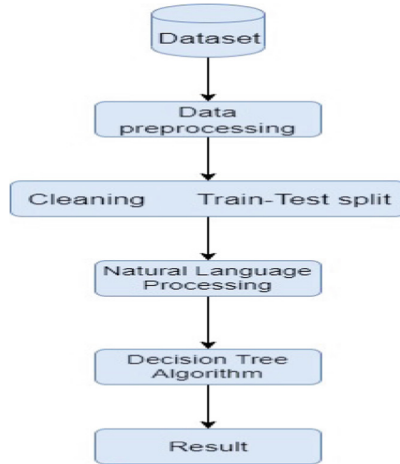 Dataset
Data
preprocessing
Cleaning Train-Test split
Natural Language
Processing
Decision Tree
Algorithm
Result